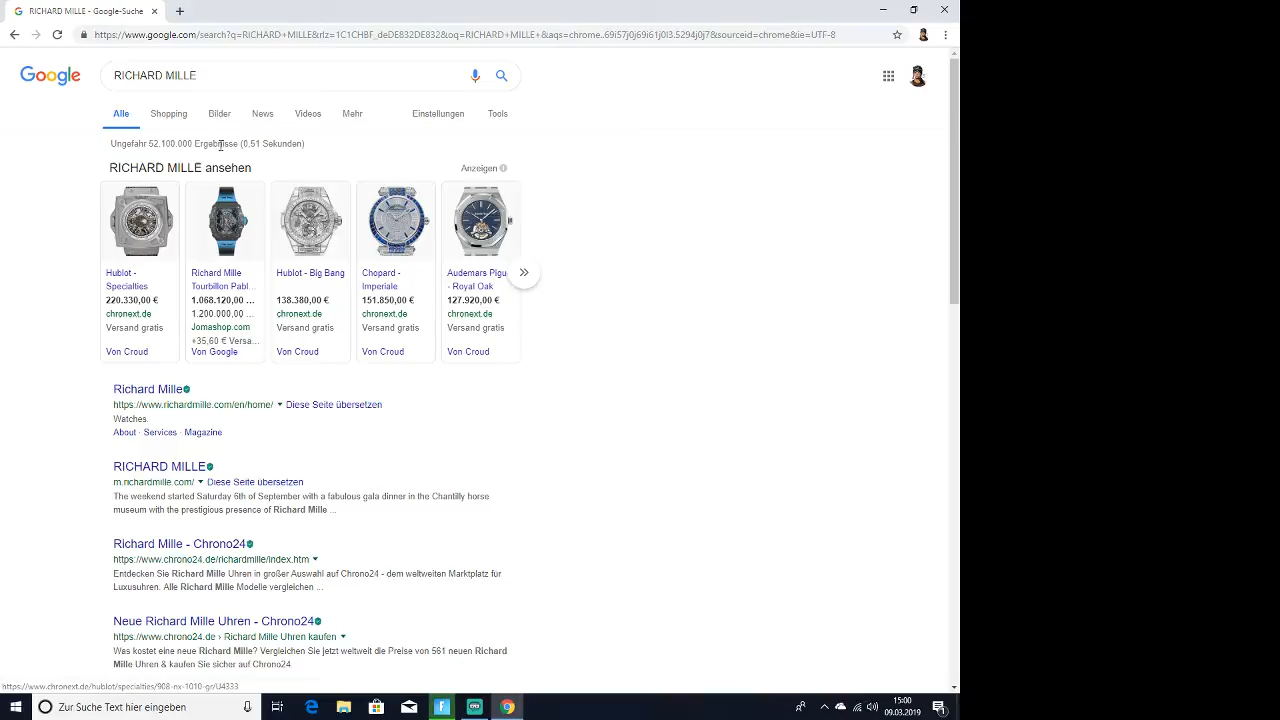 RICHARD MILLE - Google-Suche
https://www.google.com/search?q=RICHARD+MILLE&rlz=1C1CHBF_deDE832DE832&oq=RICHARD+MILLE+&aqs=chrome..69i57j0j69i61j0l3.5294j0j7&sourceid=chrome&ie=UTF-8
Google
RICHARD MILLE
Alle Shopping Bilder News Videos Mehr Einstellungen Tools
Ungefähr 52.100.000 Ergebnisse (0,51 Sekunden)
RICHARD MILLE ansehen
Anzeigen
Hublot -
Specialties
220.330,00 €
chronext.de
Versand gratis
Von Croud
Richard Mille
Tourbillon Pabl...
1.068.120,00 ...
1.200.000,00 ...
Jomashop.com
+35,60 € Versa...
Von Google
Hublot - Big Bang
138.380,00 €
chronext.de
Versand gratis
Von Croud
Chopard -
Imperiale
151.850,00 €
chronext.de
Versand gratis
Von Croud
Audemars Pigu
- Royal Oak
127.920,00 €
chronext.de
Versand gratis
Von Croud
Richard Mille
https://www.richardmille.com/en/home/ Diese Seite übersetzen
Watches.
About · Services · Magazine
RICHARD MILLE
m.richardmille.com/ Diese Seite übersetzen
The weekend started Saturday 6th of September with a fabulous gala dinner in the Chantilly horse
museum with the prestigious presence of Richard Mille ...
Richard Mille - Chrono24
https://www.chrono24.de/richardmille/index.htm
Entdecken Sie Richard Mille Uhren in großer Auswahl auf Chrono24 - dem weltweiten Marktplatz für
Luxusuhren. Alle Richard Mille Modelle vergleichen ...
Neue Richard Mille Uhren - Chrono24
https://www.chrono24.de › Richard Mille Uhren kaufen
Was kostet eine neue Richard Mille? Vergleichen Sie jetzt weltweit die Preise von 561 neuen Richard
Mille Uhren & kaufen Sie sicher auf Chrono24.
https://www.chronext.de/hublot/specialties/908-nx-1010-gr/U4333
Zur Suche Text hier eingeben
15:00
09.03.2019